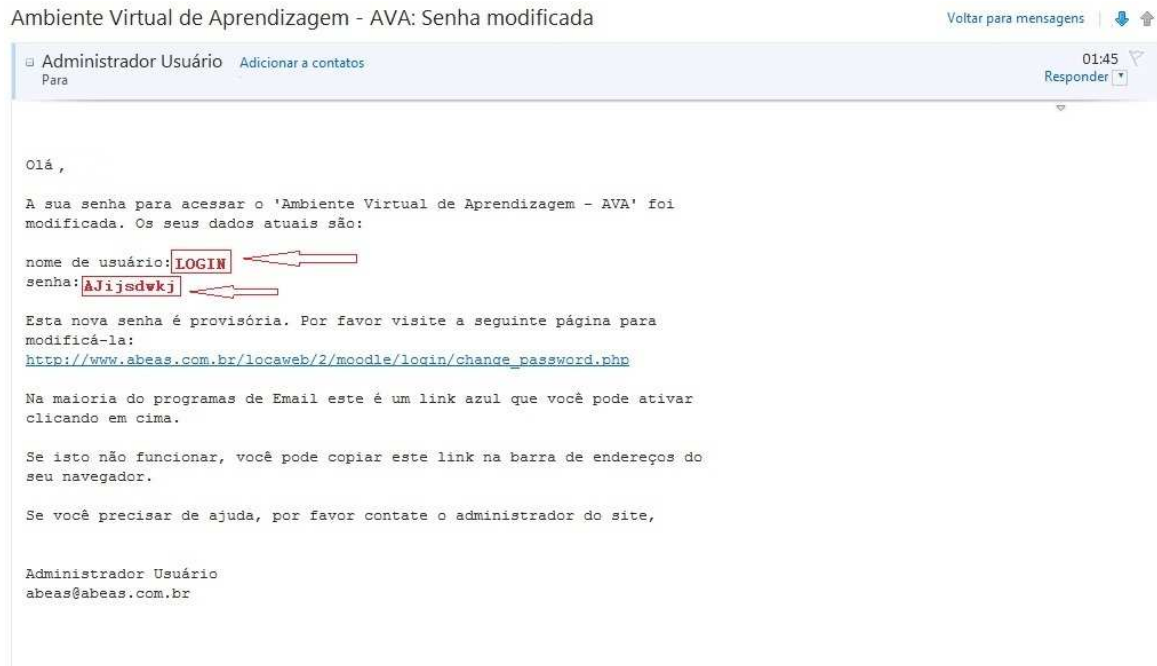 Ambiente Virtual de Aprendizagem - AVA: Senha modificada
Voltar para mensagens
Administrador Usuário Adicionar a contatos
01:45
Para
Responder
Olá ,
A sua senha para acessar o 'Ambiente Virtual de Aprendizagem - AVA' foi
modificada. Os seus dados atuais são:
nome de usuário: LOGIN
senha: AJijsdwkj
Esta nova senha é provisória. Por favor visite a seguinte página para
modificá-la:
http://www.abeas.com.br/locaweb/2/moodle/login/change_password.php
Na maioria do programas de Email este é um link azul que você pode ativar
clicando em cima.
Se isto não funcionar, você pode copiar este link na barra de endereços do
seu navegador.
Se você precisar de ajuda, por favor contate o administrador do site,
Administrador Usuário
abeas@abeas.com.br